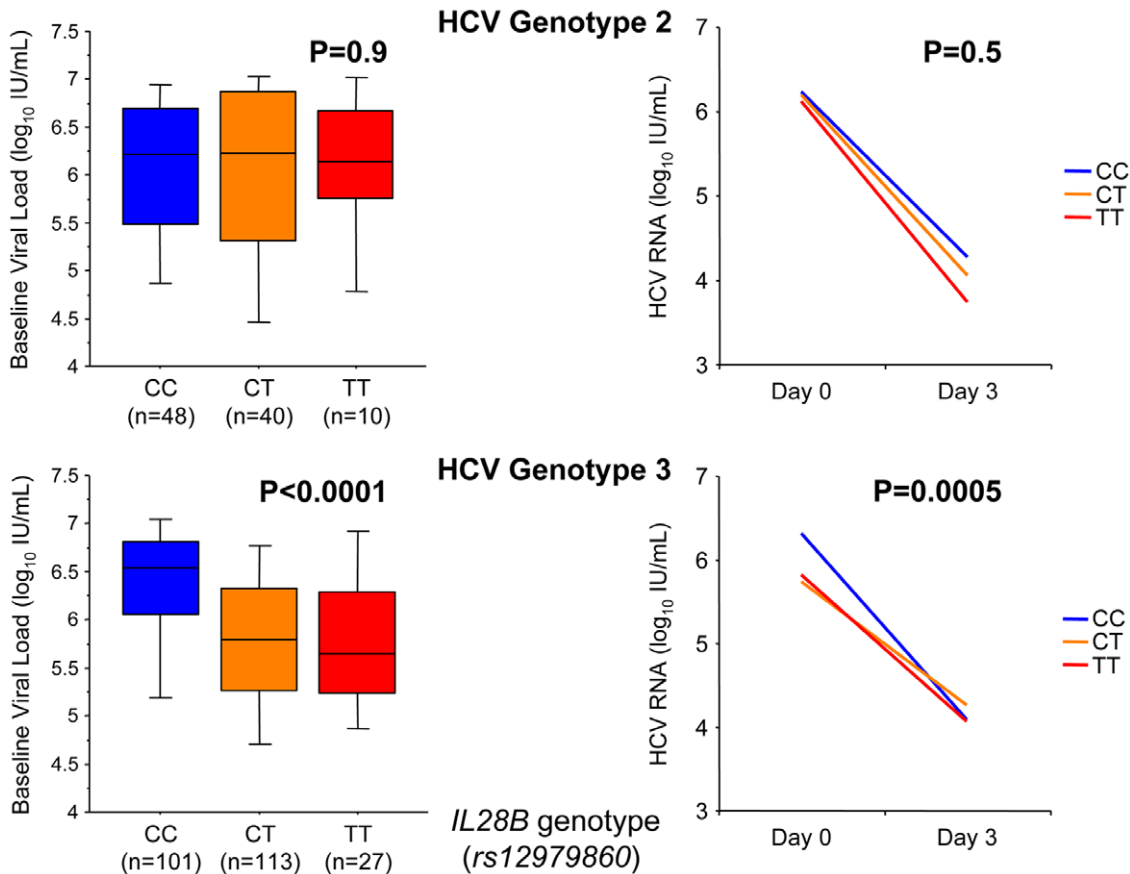 HCV Genotype 2
Baseline Viral Load (log10 IU/mL)
7.5
7
6.5
6
5.5
5
4.5
4
P=0.9
CC
CT
TT
(n=48)
(n=40)
(n=10)
HCV RNA (log10 IU/mL)
7
6
5
4
3
P=0.5
Day 0
Day 3
CC
CT
TT
HCV Genotype 3
Baseline Viral Load (log10 IU/mL)
7.5
7
6.5
6
5.5
5
4.5
4
P<0.0001
CC
CT
TT
(n=101)
(n=113)
(n=27)
HCV RNA (log10 IU/mL)
7
6
5
4
3
P=0.0005
Day 0
Day 3
CC
CT
TT
IL28B genotype
(rs12979860)